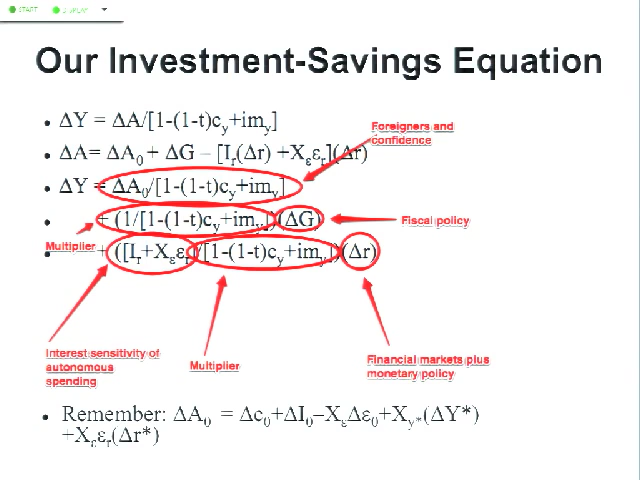 START DISPLAY
Our Investment-Savings Equation
• ΔY = ΔA/[1-(1-t)c_y+im_y]
Foreigners and
confidence
• ΔA= ΔA_0 + ΔG – [I_r(Δr) +X_εε_r](Δr)
• ΔY = ΔA_0/[1-(1-t)c_y+im_y]
• + (1/[1-(1-t)c_y+im_y])(ΔG)
Fiscal policy
Multiplier
• + ([I_r+X_εε_r]/[1-(1-t)c_y+im_y])(Δr)
Interest sensitivity of
autonomous
spending
Multiplier
Financial markets plus
monetary policy
• Remember: ΔA_0 = Δc_0+ΔI_0–X_εΔε_0+X_y*(ΔY*)
+X_εε_r(Δr*)